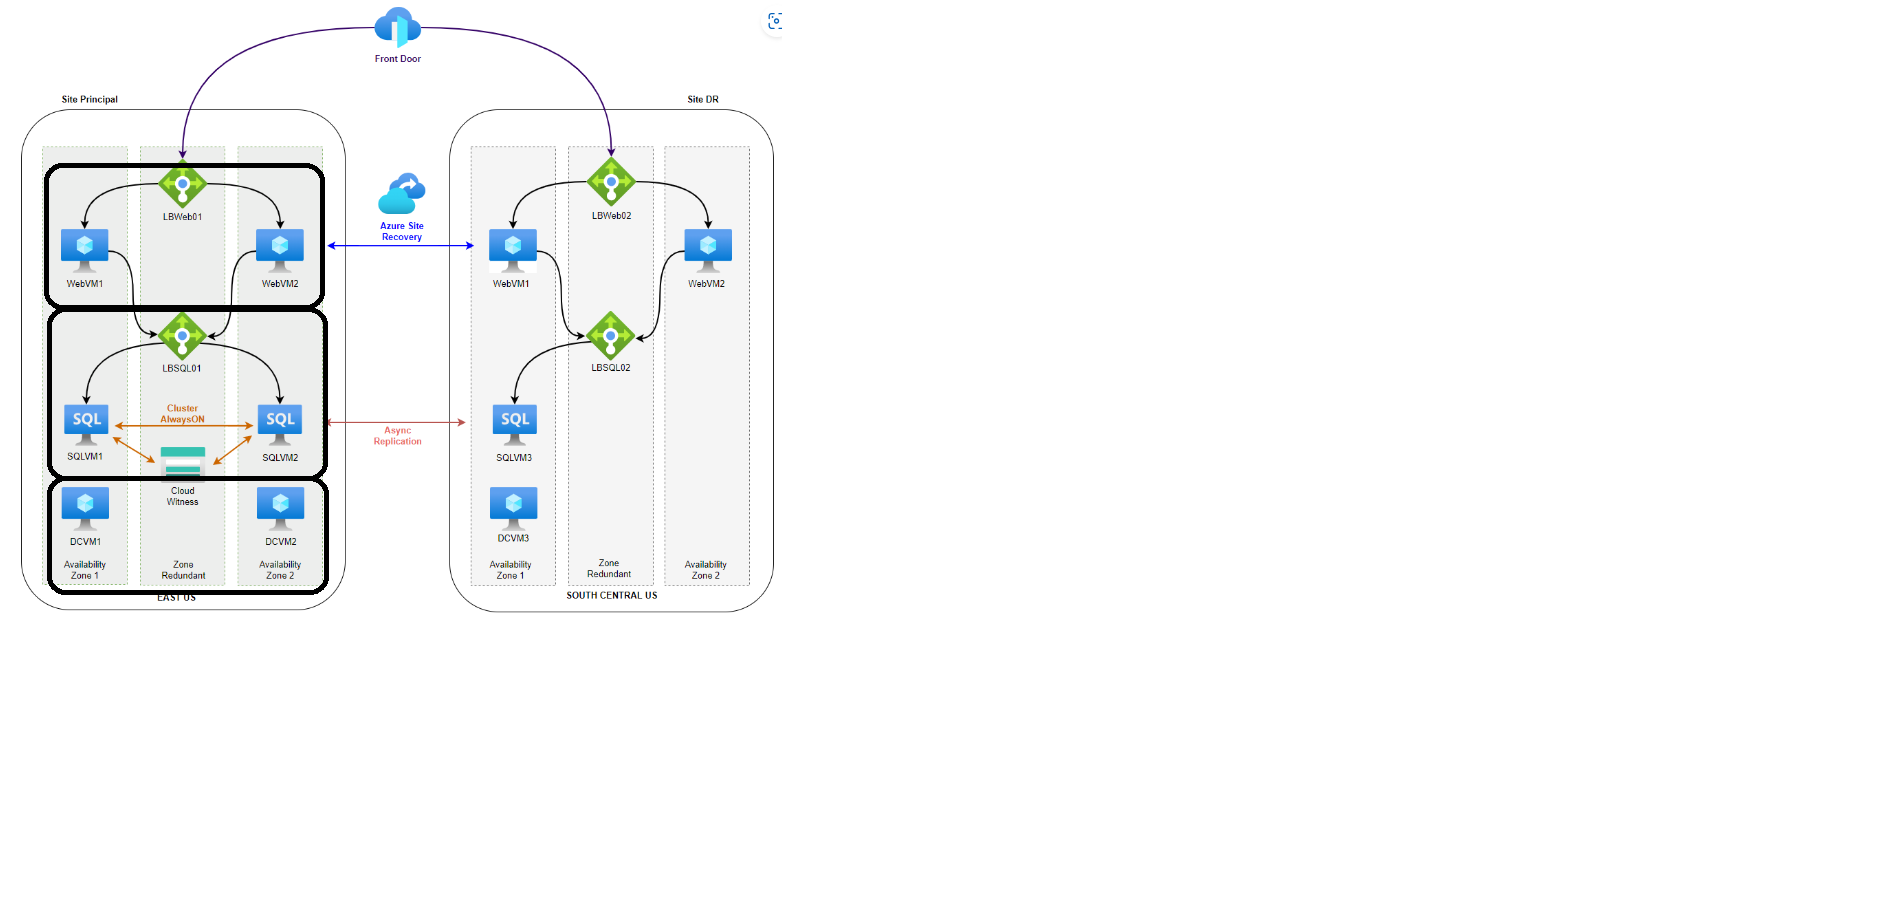 Front Door
Site Principal
Site DR
LBWeb01
LBWeb02
Azure Site
Recovery
WebVM1
WebVM2
WebVM1
WebVM2
LBSQL01
LBSQL02
Cluster
AlwaysON
SQL
SQL
SQL
Async
Replication
SQLVM1
SQLVM2
SQLVM3
Cloud
Witness
DCVM1
DCVM2
DCVM3
Availability
Zone 1
Zone
Redundant
Availability
Zone 2
Availability
Zone 1
Zone
Redundant
Availability
Zone 2
EAST US
SOUTH CENTRAL US